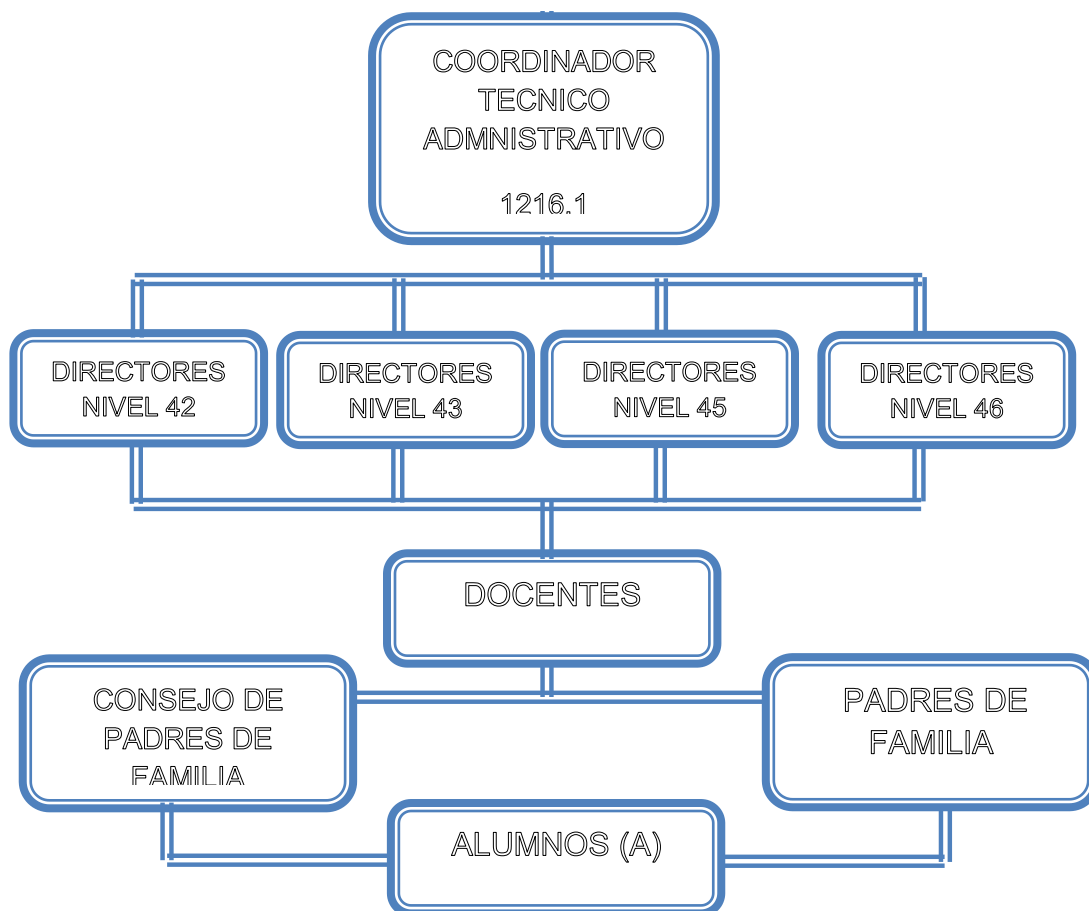 COORDINADOR
TECNICO
ADMNISTRATIVO
1216.1
DIRECTORES
NIVEL 42
DIRECTORES
NIVEL 43
DIRECTORES
NIVEL 45
DIRECTORES
NIVEL 46
DOCENTES
CONSEJO DE
PADRES DE
FAMILIA
PADRES DE
FAMILIA
ALUMNOS (A)